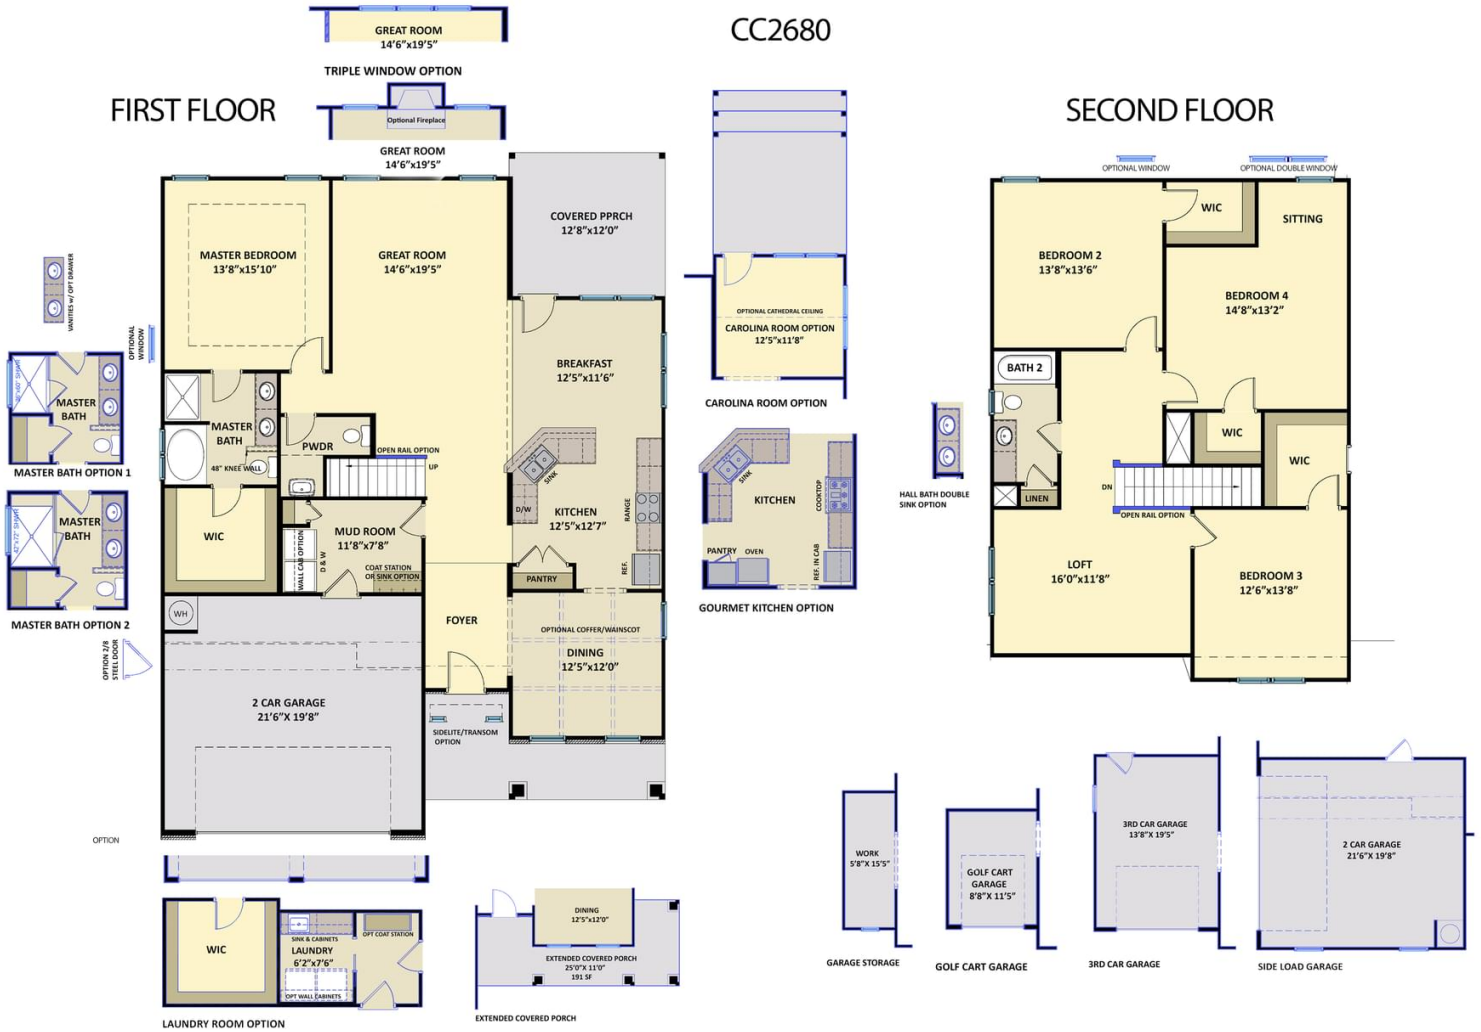 CC2680
GREAT ROOM
14'6"x19'5"
TRIPLE WINDOW OPTION
FIRST FLOOR
Optional Fireplace
GREAT ROOM
14'6"x19'5"
MASTER BEDROOM
13'8"x15'10"
GREAT ROOM
14'6"x19'5"
COVERED PPRCH
12'8"x12'0"
VANITIES w/ OPT DRAWER
OPTIONAL
WINDOW
BREAKFAST
12'5"x11'6"
MASTER
BATH
MASTER BATH OPTION 1
MASTER
BATH
48" KNEE WALL
PWDR
OPEN RAIL OPTION
UP
SINK
D/W
KITCHEN
12'5"x12'7"
RANGE
REF.
PANTRY
42"x72" SHWR
MASTER
BATH
MASTER BATH OPTION 2
WIC
MUD ROOM
11'8"x7'8"
WALL CAB OPTION
D & W
COAT STATION
OR SINK OPTION
WH
FOYER
OPTIONAL COFFER/WAINSCOT
DINING
12'5"x12'0"
OPTION 2/8
STEEL DOOR
2 CAR GARAGE
21'6"X 19'8"
SIDELITE/TRANSOM
OPTION
OPTION
WIC
SINK & CABINETS
LAUNDRY
6'2"x7'6"
OPT WALL CABINETS
OPT COAT STATION
LAUNDRY ROOM OPTION
DINING
12'5"x12'0"
EXTENDED COVERED PORCH
25'0"X 11'0"
191 SF
EXTENDED COVERED PORCH
OPTIONAL CATHEDRAL CEILING
CAROLINA ROOM OPTION
12'5"x11'8"
CAROLINA ROOM OPTION
SINK
KITCHEN
COOKTOP
PANTRY
OVEN
REF. IN CAB
GOURMET KITCHEN OPTION
SECOND FLOOR
OPTIONAL WINDOW
OPTIONAL DOUBLE WINDOW
WIC
SITTING
BEDROOM 2
13'8"x13'6"
BEDROOM 4
14'8"x13'2"
BATH 2
WIC
WIC
HALL BATH DOUBLE
SINK OPTION
LINEN
DN
OPEN RAIL OPTION
LOFT
16'0"x11'8"
BEDROOM 3
12'6"x13'8"
WORK
5'8"X 15'5"
GARAGE STORAGE
GOLF CART
GARAGE
8'8"X 11'5"
GOLF CART GARAGE
3RD CAR GARAGE
13'8"X 19'5"
3RD CAR GARAGE
2 CAR GARAGE
21'6"X 19'8"
SIDE LOAD GARAGE